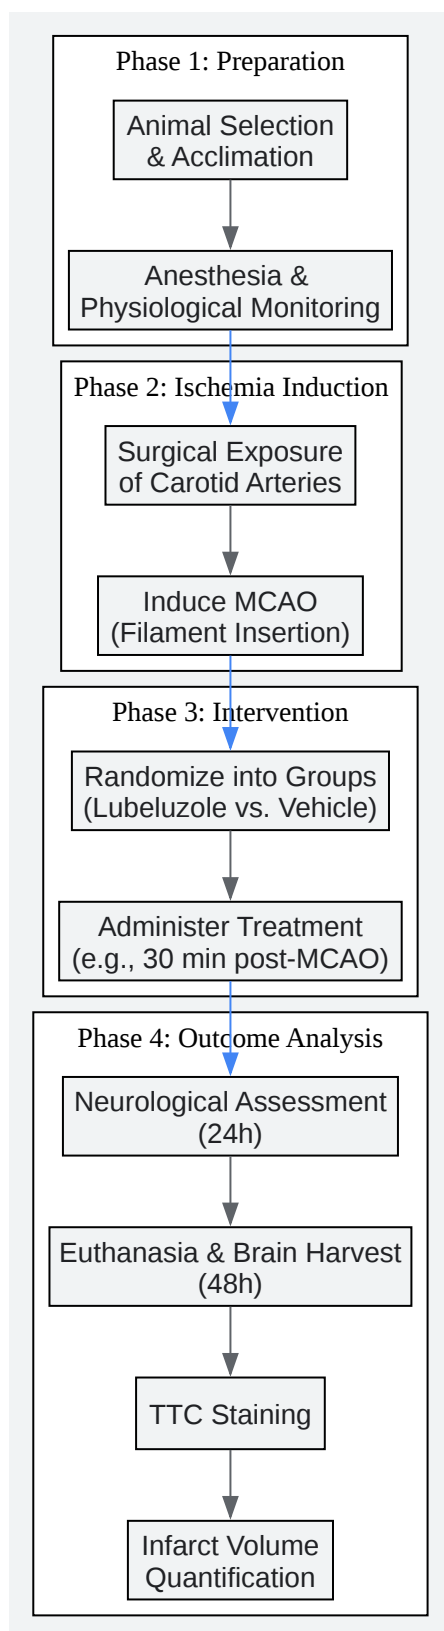 Phase 1: Preparation
Animal Selection
& Acclimation
Anesthesia &
Physiological Monitoring
Phase 2: Ischemia Induction
Surgical Exposure
of Carotid Arteries
Induce MCAO
(Filament Insertion)
Phase 3: Intervention
Randomize into Groups
(Lubeluzole vs. Vehicle)
Administer Treatment
(e.g., 30 min post-MCAO)
Phase 4: Outcome Analysis
Neurological Assessment
(24h)
Euthanasia & Brain Harvest
(48h)
TTC Staining
Infarct Volume
Quantification